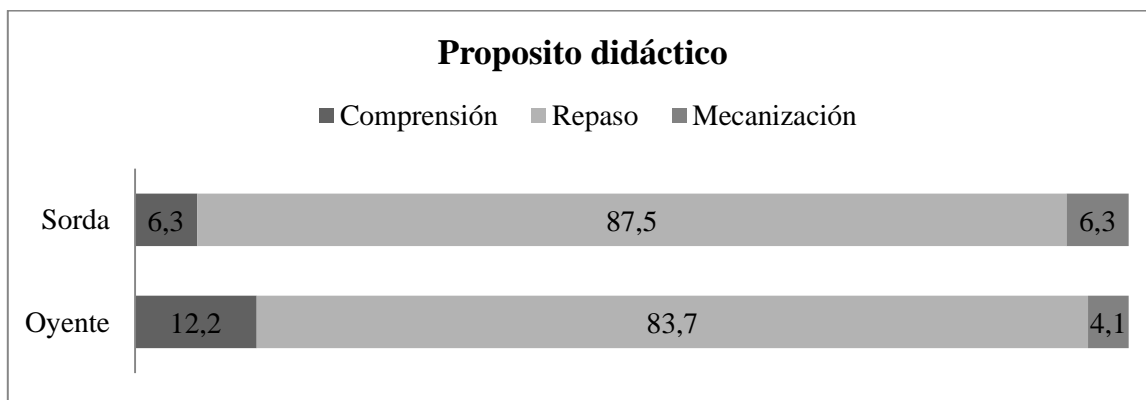 Proposito didáctico
Comprensión Repaso Mecanización
Sorda 6,3 87,5 6,3
Oyente 12,2 83,7 4,1